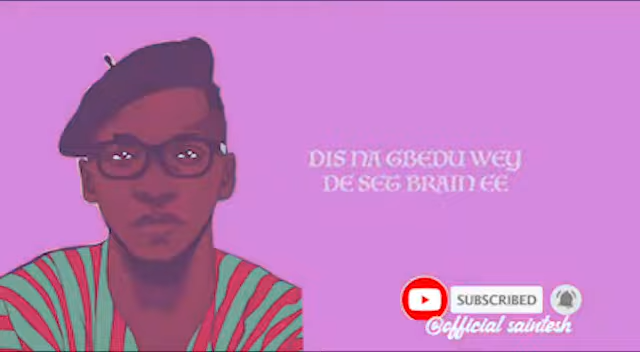 DIS NA GBEDU WEY
DE SET BRAIN EE
SUBSCRIBED
@official saintesh